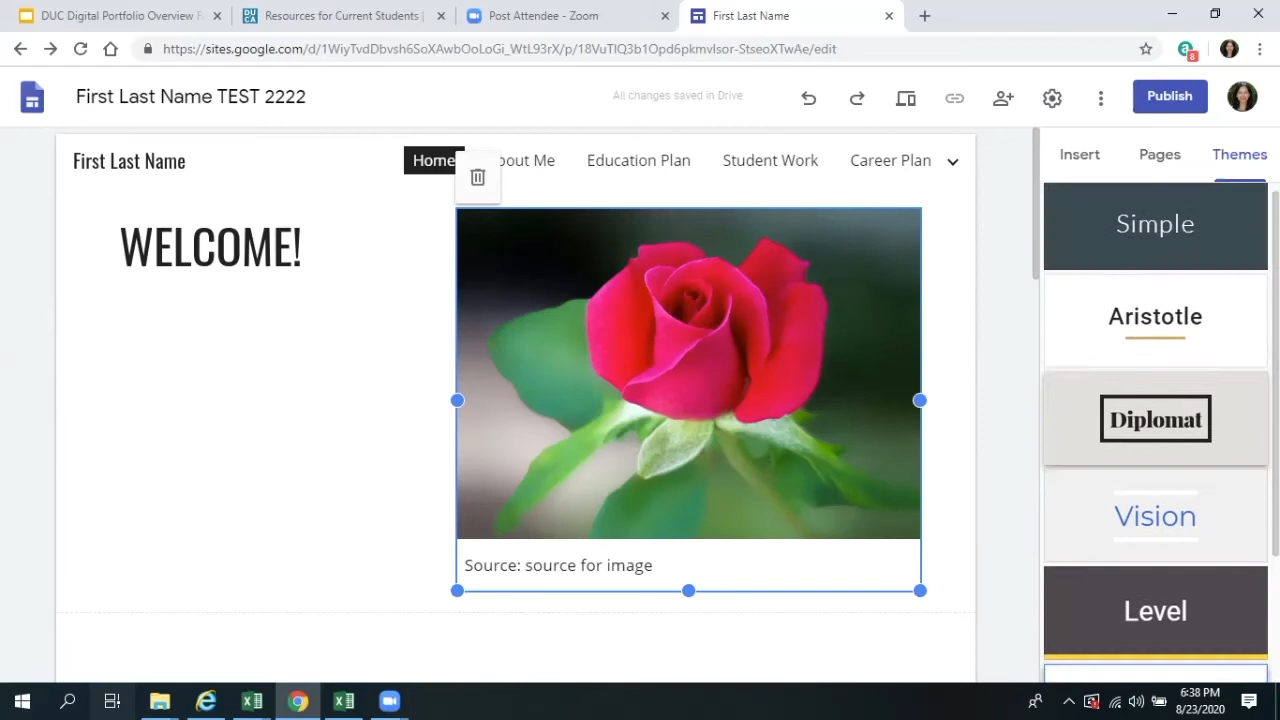 DUC Digital Portfolio Overview F
Resources for Current Students |
Post Attendee - Zoom
First Last Name
https://sites.google.com/d/1WiyTvdDbvsh6SoXAwbOoLoGi_WtL93rX/p/18VuTlQ3b1Opd6pkmvlsor-StseoXTwAe/edit
8
First Last Name TEST 2222
All changes saved in Drive
Publish
First Last Name
Home
out Me
Education Plan
Student Work
Career Plan
Insert
Pages
Themes
WELCOME!
Source: source for image
Simple
Aristotle
Diplomat
Vision
Level
6:38 PM
8/23/2020